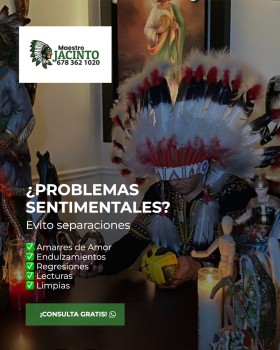 Maestro
JACINTO
678 362 1020
¿PROBLEMAS
SENTIMENTALES?
Evito separaciones
✅ Amarres de Amor
✅ Endulzamientos
✅ Regresiones
✅ Lecturas
✅ Limpias
¡CONSULTA GRATIS!